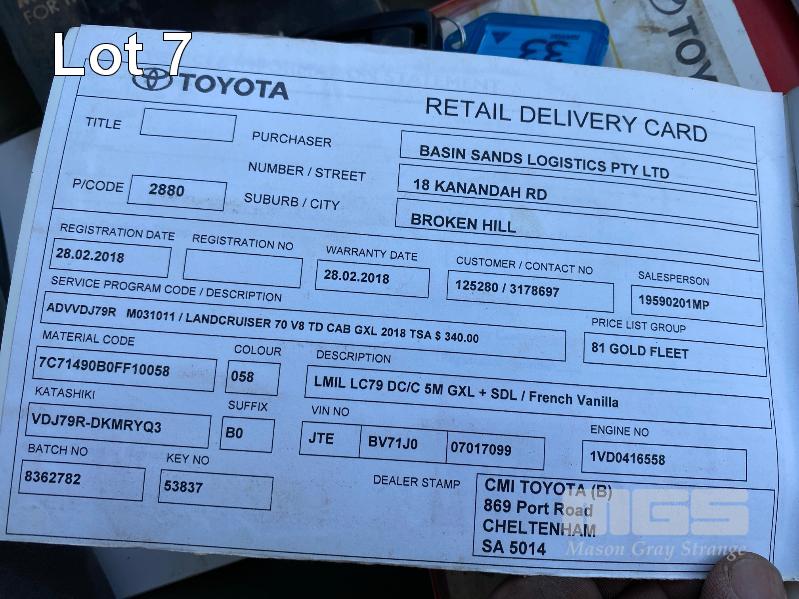 Lot 7
33
TOYOTA
TOYOTA
RETAIL DELIVERY CARD
TITLE
PURCHASER
BASIN SANDS LOGISTICS PTY LTD
NUMBER / STREET
18 KANANDAH RD
P/CODE
2880
SUBURB / CITY
BROKEN HILL
REGISTRATION DATE
REGISTRATION NO
WARRANTY DATE
CUSTOMER / CONTACT NO
SALESPERSON
28.02.2018
28.02.2018
125280 / 3178697
19590201MP
SERVICE PROGRAM CODE / DESCRIPTION
PRICE LIST GROUP
ADVVDJ79R M031011 / LANDCRUISER 70 V8 TD CAB GXL 2018 TSA $ 340.00
81 GOLD FLEET
MATERIAL CODE
COLOUR
DESCRIPTION
7C71490B0FF10058
058
LMIL LC79 DC/C 5M GXL + SDL / French Vanilla
KATASHIKI
SUFFIX
VIN NO
ENGINE NO
VDJ79R-DKMRYQ3
B0
JTE
BV71J0
07017099
1VD0416558
BATCH NO
KEY NO
DEALER STAMP
8362782
53837
CMI TOYOTA (B)
869 Port Road
CHELTENHAM
SA 5014
MGS
Mason Gray Strange